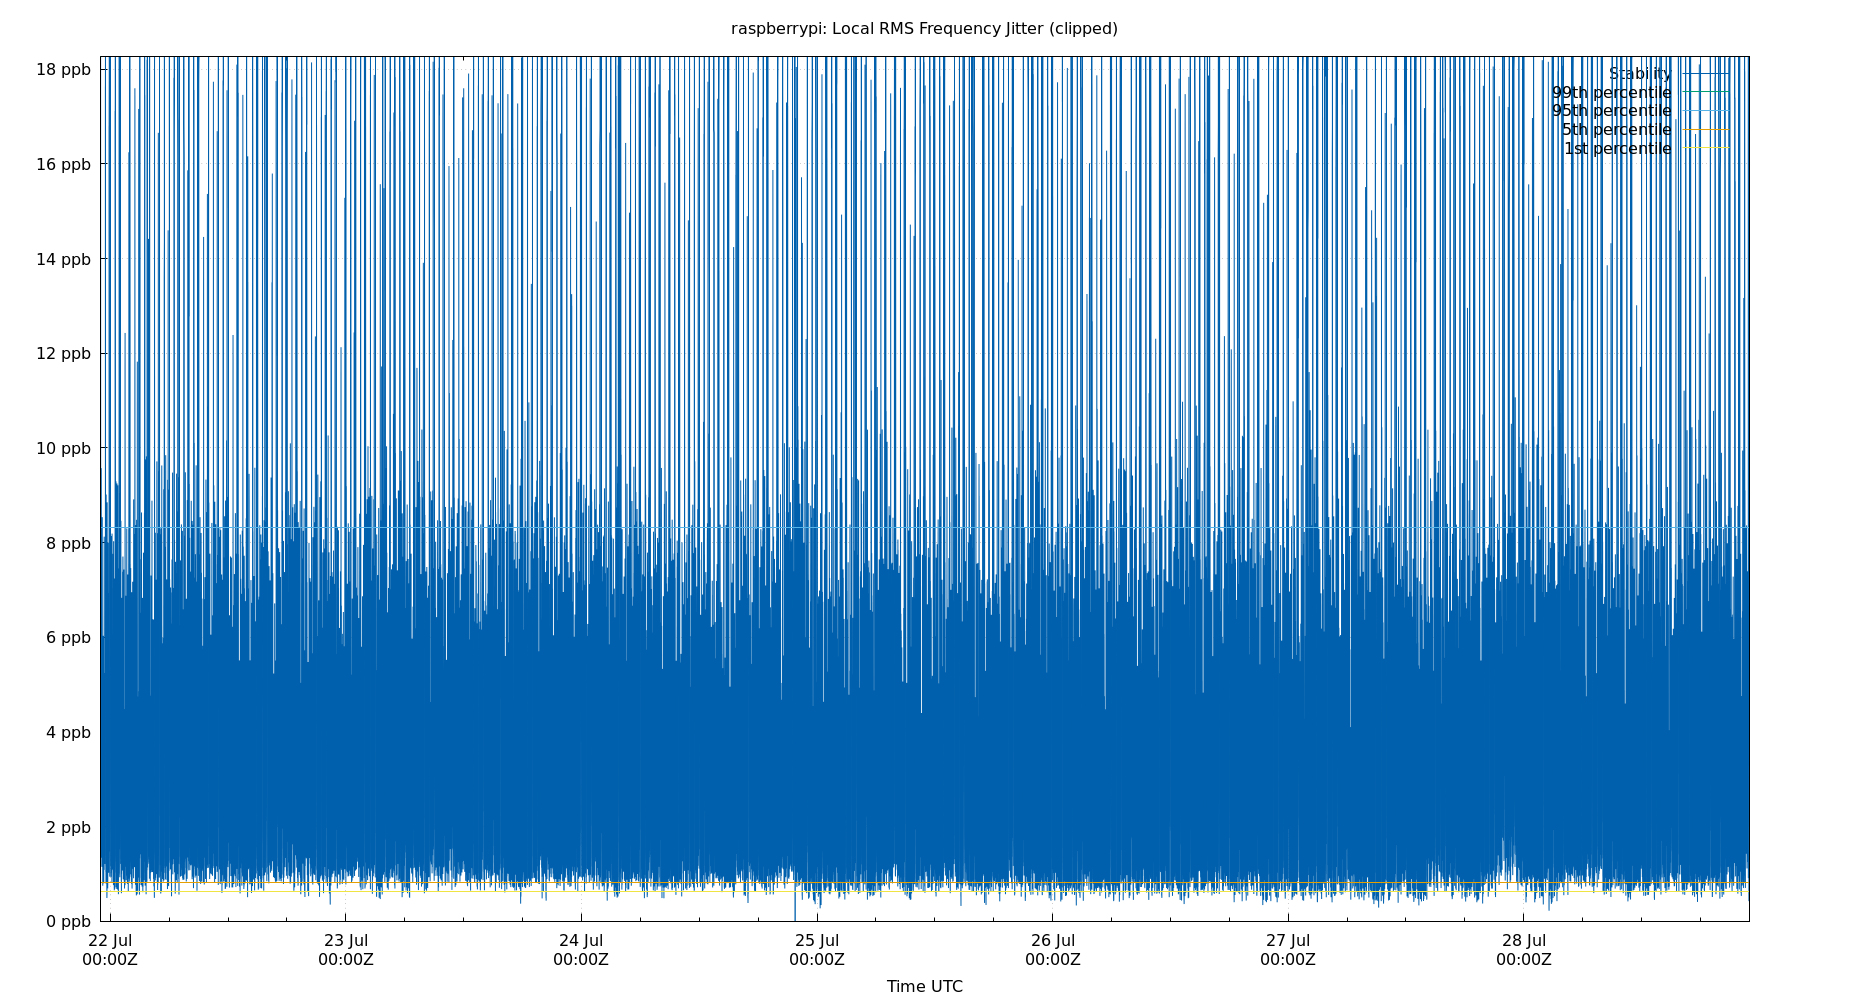 raspberrypi: Local RMS Frequency Jitter (clipped)
18 ppb
16 ppb
14 ppb
12 ppb
10 ppb
8 ppb
6 ppb
4 ppb
2 ppb
0 ppb
Stability
99th percentile
95th percentile
5th percentile
1st percentile
22 Jul 23 Jul 24 Jul 25 Jul 26 Jul 27 Jul 28 Jul
00:00Z 00:00Z 00:00Z 00:00Z 00:00Z 00:00Z 00:00Z
Time UTC